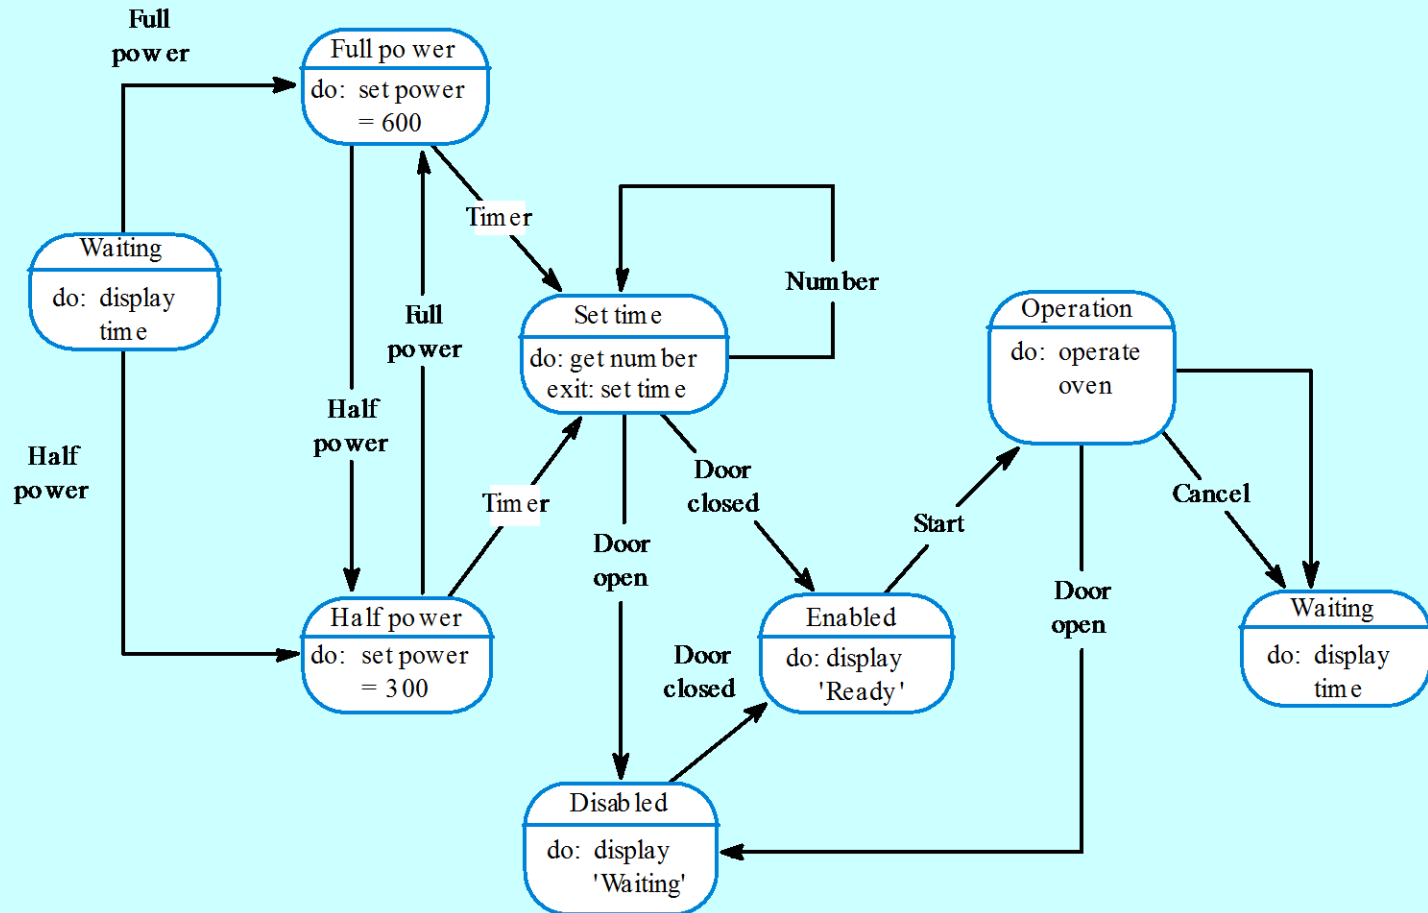 Full
power
Full power
do: set power
= 600
Timer
Waiting
do: display
time
Number
Full
power
Set time
do: get number
exit: set time
Operation
do: operate
oven
Half
power
Half
power
Timer
Door
closed
Door
open
Start
Cancel
Door
open
Half power
do: set power
= 300
Enabled
do: display
'Ready'
Waiting
do: display
time
Door
closed
Disabled
do: display
'Waiting'